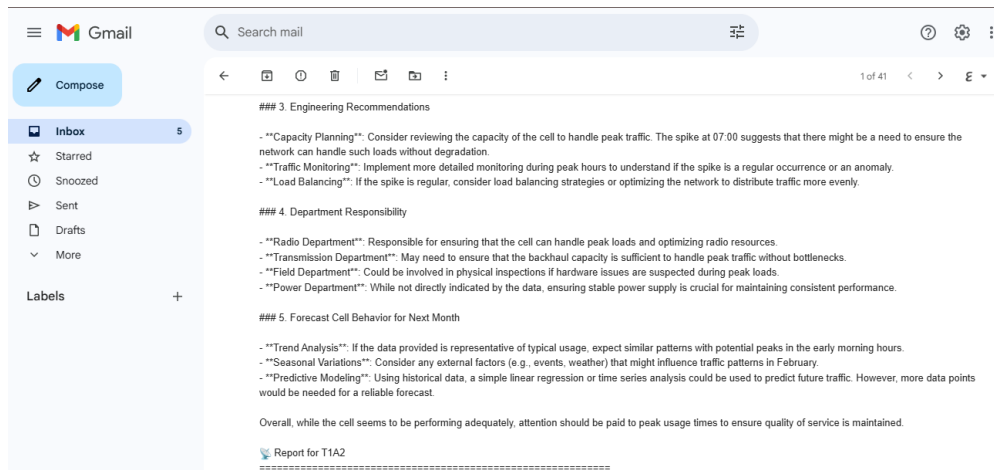 Gmail
Search mail
Compose
1 of 41
ε
Inbox 5
Starred
Snoozed
Sent
Drafts
More
Labels
### 3. Engineering Recommendations
- **Capacity Planning**: Consider reviewing the capacity of the cell to handle peak traffic. The spike at 07:00 suggests that there might be a need to ensure the
network can handle such loads without degradation.
- **Traffic Monitoring**: Implement more detailed monitoring during peak hours to understand if the spike is a regular occurrence or an anomaly.
- **Load Balancing**: If the spike is regular, consider load balancing strategies or optimizing the network to distribute traffic more evenly.
### 4. Department Responsibility
- **Radio Department**: Responsible for ensuring that the cell can handle peak loads and optimizing radio resources.
- **Transmission Department**: May need to ensure that the backhaul capacity is sufficient to handle peak traffic without bottlenecks.
- **Field Department**: Could be involved in physical inspections if hardware issues are suspected during peak loads.
- **Power Department**: While not directly indicated by the data, ensuring stable power supply is crucial for maintaining consistent performance.
### 5. Forecast Cell Behavior for Next Month
- **Trend Analysis**: If the data provided is representative of typical usage, expect similar patterns with potential peaks in the early morning hours.
- **Seasonal Variations**: Consider any external factors (e.g., events, weather) that might influence traffic patterns in February.
- **Predictive Modeling**: Using historical data, a simple linear regression or time series analysis could be used to predict future traffic. However, more data points
would be needed for a reliable forecast.
Overall, while the cell seems to be performing adequately, attention should be paid to peak usage times to ensure quality of service is maintained.
📡 Report for T1A2
============================================================